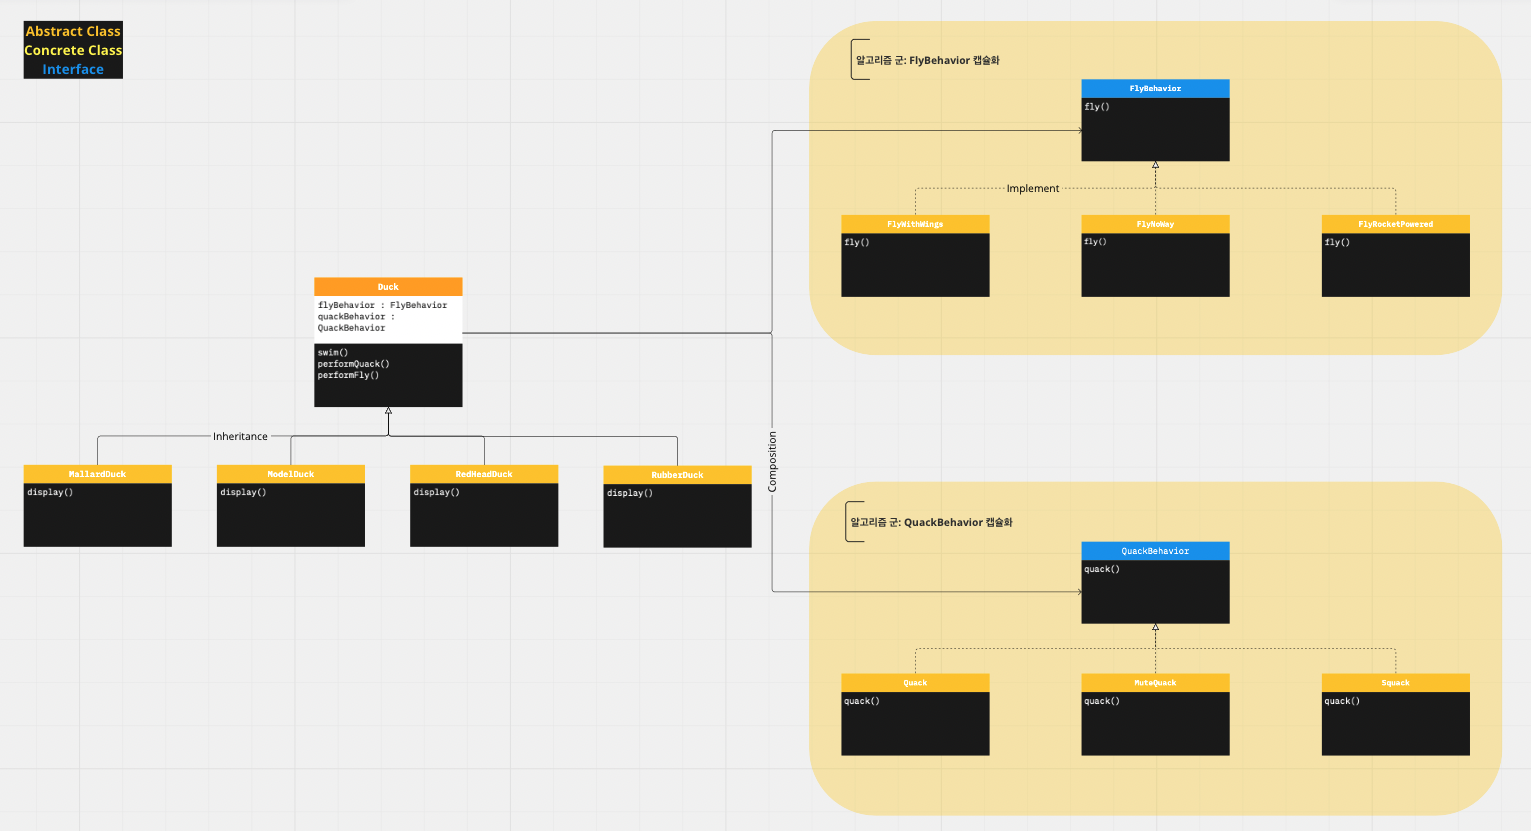 Abstract Class
Concrete Class
Interface
알고리즘 군: FlyBehavior 캡슐화
FlyBehavior
fly()
Implement
FlyWithWings
fly()
FlyNoWay
fly()
FlyRocketPowered
fly()
Duck
flyBehavior : FlyBehavior
quackBehavior :
QuackBehavior
swim()
performQuack()
performFly()
Inheritance
MallardDuck
display()
ModelDuck
display()
RedHeadDuck
display()
RubberDuck
display()
Composition
알고리즘 군: QuackBehavior 캡슐화
QuackBehavior
quack()
Quack
quack()
MuteQuack
quack()
Squack
quack()